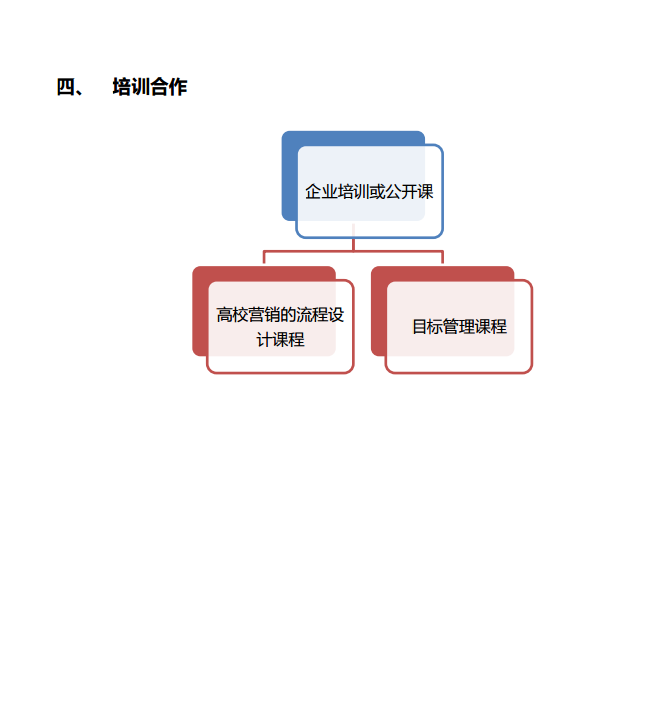 四、 培训合作
企业培训或公开课
高校营销的流程设
计课程
目标管理课程